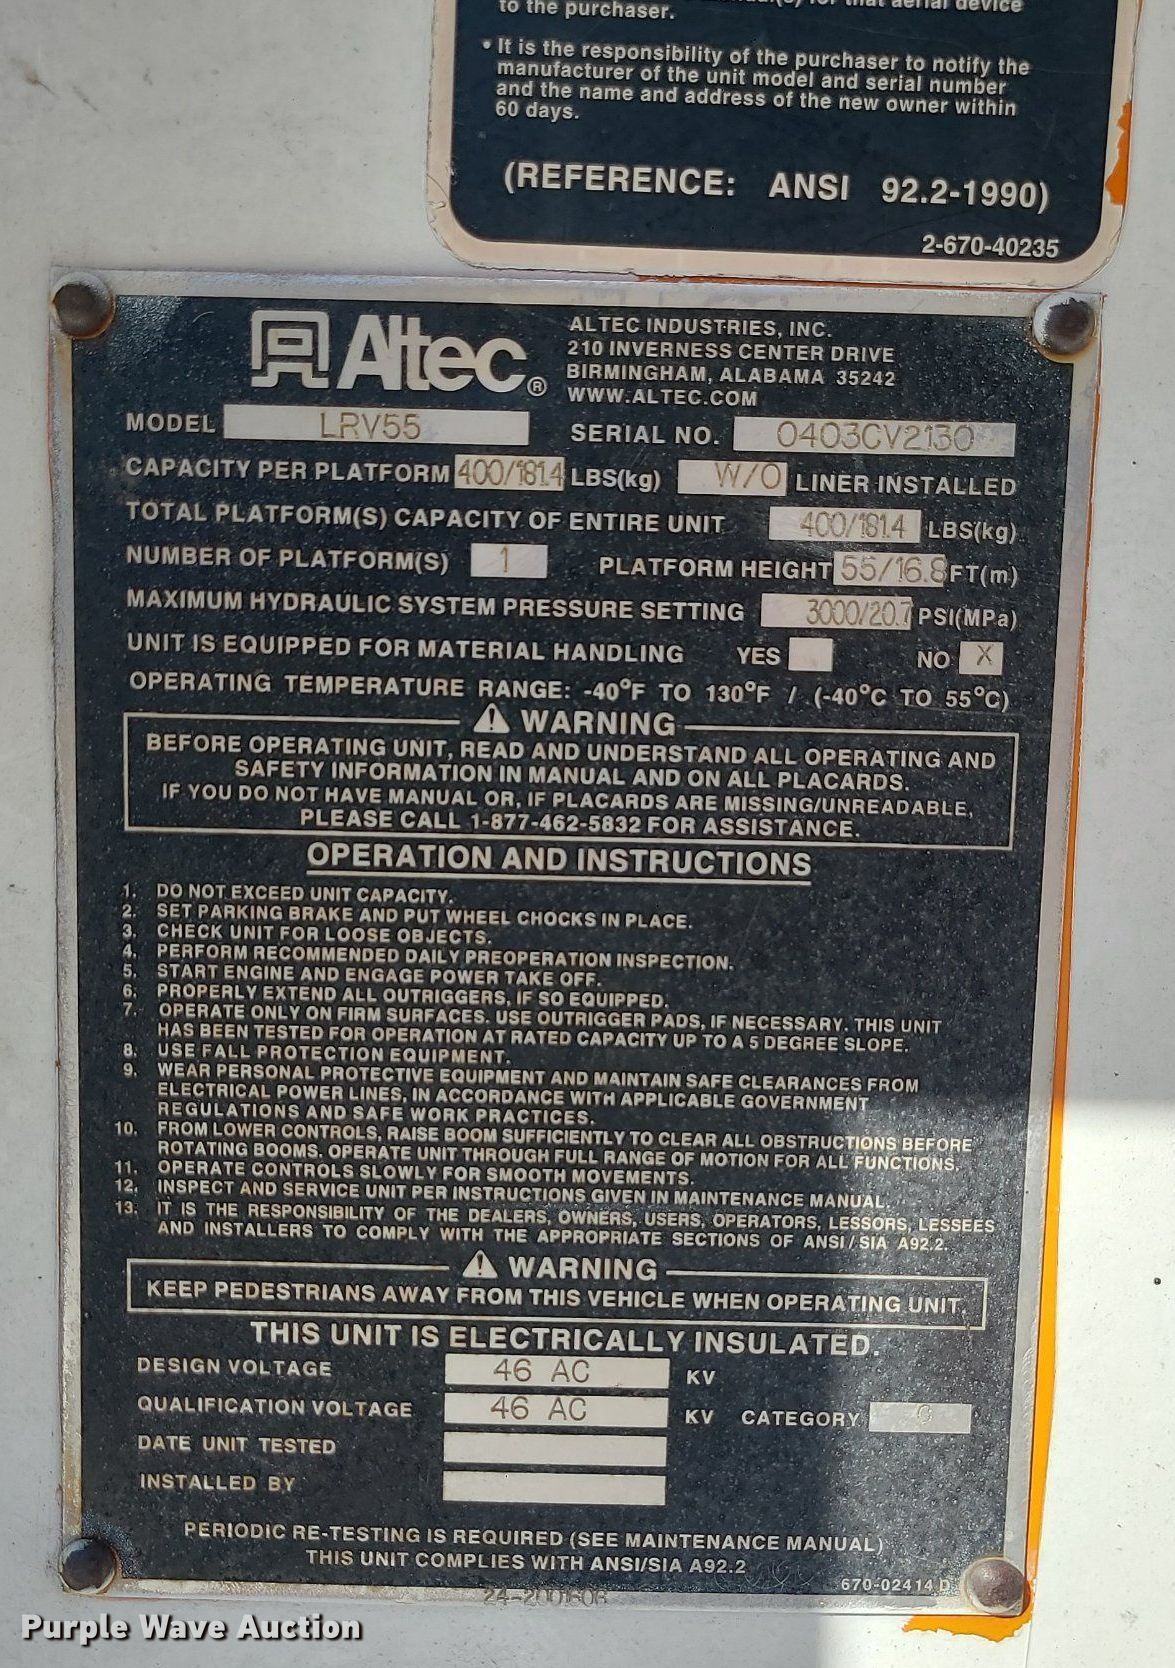 to the purchaser.
• It is the responsibility of the purchaser to notify the
manufacturer of the unit model and serial number
and the name and address of the new owner within
60 days.
(REFERENCE: ANSI 92.2-1990)
2-670-40235
Altec®
ALTEC INDUSTRIES, INC.
210 INVERNESS CENTER DRIVE
BIRMINGHAM, ALABAMA 35242
WWW.ALTEC.COM
MODEL LRV55 SERIAL NO. 0403CV2130
CAPACITY PER PLATFORM 400/181.4 LBS(kg) W/O LINER INSTALLED
TOTAL PLATFORM(S) CAPACITY OF ENTIRE UNIT 400/181.4 LBS(kg)
NUMBER OF PLATFORM(S) 1 PLATFORM HEIGHT 55/16.8 FT(m)
MAXIMUM HYDRAULIC SYSTEM PRESSURE SETTING 3000/20.7 PSI(MPa)
UNIT IS EQUIPPED FOR MATERIAL HANDLING YES NO X
OPERATING TEMPERATURE RANGE: -40°F TO 130°F / (-40°C TO 55°C)
WARNING
BEFORE OPERATING UNIT, READ AND UNDERSTAND ALL OPERATING AND
SAFETY INFORMATION IN MANUAL AND ON ALL PLACARDS.
IF YOU DO NOT HAVE MANUAL OR, IF PLACARDS ARE MISSING/UNREADABLE,
PLEASE CALL 1-877-462-5832 FOR ASSISTANCE.
OPERATION AND INSTRUCTIONS
1. DO NOT EXCEED UNIT CAPACITY.
2. SET PARKING BRAKE AND PUT WHEEL CHOCKS IN PLACE.
3. CHECK UNIT FOR LOOSE OBJECTS.
4. PERFORM RECOMMENDED DAILY PREOPERATION INSPECTION.
5. START ENGINE AND ENGAGE POWER TAKE OFF.
6. PROPERLY EXTEND ALL OUTRIGGERS, IF SO EQUIPPED.
7. OPERATE ONLY ON FIRM SURFACES. USE OUTRIGGER PADS, IF NECESSARY. THIS UNIT
HAS BEEN TESTED FOR OPERATION AT RATED CAPACITY UP TO A 5 DEGREE SLOPE.
8. USE FALL PROTECTION EQUIPMENT.
9. WEAR PERSONAL PROTECTIVE EQUIPMENT AND MAINTAIN SAFE CLEARANCES FROM
ELECTRICAL POWER LINES, IN ACCORDANCE WITH APPLICABLE GOVERNMENT
REGULATIONS AND SAFE WORK PRACTICES.
10. FROM LOWER CONTROLS, RAISE BOOM SUFFICIENTLY TO CLEAR ALL OBSTRUCTIONS BEFORE
ROTATING BOOMS. OPERATE UNIT THROUGH FULL RANGE OF MOTION FOR ALL FUNCTIONS.
11. OPERATE CONTROLS SLOWLY FOR SMOOTH MOVEMENTS.
12. INSPECT AND SERVICE UNIT PER INSTRUCTIONS GIVEN IN MAINTENANCE MANUAL.
13. IT IS THE RESPONSIBILITY OF THE DEALERS, OWNERS, USERS, OPERATORS, LESSORS, LESSEES
AND INSTALLERS TO COMPLY WITH THE APPROPRIATE SECTIONS OF ANSI/SIA A92.2.
WARNING
KEEP PEDESTRIANS AWAY FROM THIS VEHICLE WHEN OPERATING UNIT.
THIS UNIT IS ELECTRICALLY INSULATED.
DESIGN VOLTAGE 46 AC KV
QUALIFICATION VOLTAGE 46 AC KV CATEGORY C
DATE UNIT TESTED
INSTALLED BY
PERIODIC RE-TESTING IS REQUIRED (SEE MAINTENANCE MANUAL)
THIS UNIT COMPLIES WITH ANSI/SIA A92.2
670-02414 D
Purple Wave Auction